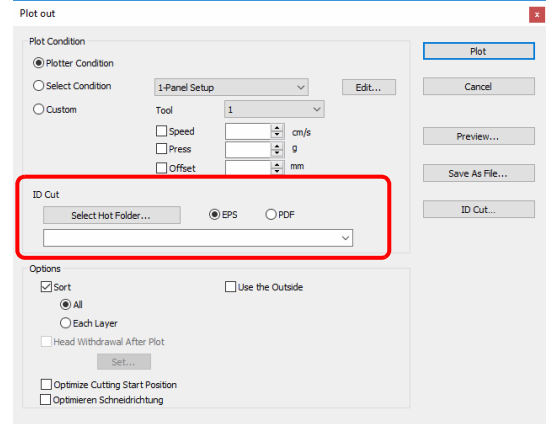 Plot out
x
Plot Condition
Plotter Condition
Select Condition
1-Panel Setup
Edit...
Custom
Tool
1
Speed
cm/s
Press
g
Offset
mm
ID Cut
Select Hot Folder...
EPS
PDF
Options
Sort
Use the Outside
All
Each Layer
Head Withdrawal After Plot
Set...
Optimize Cutting Start Position
Optimieren Schneidrichtung
Plot
Cancel
Preview...
Save As File...
ID Cut...